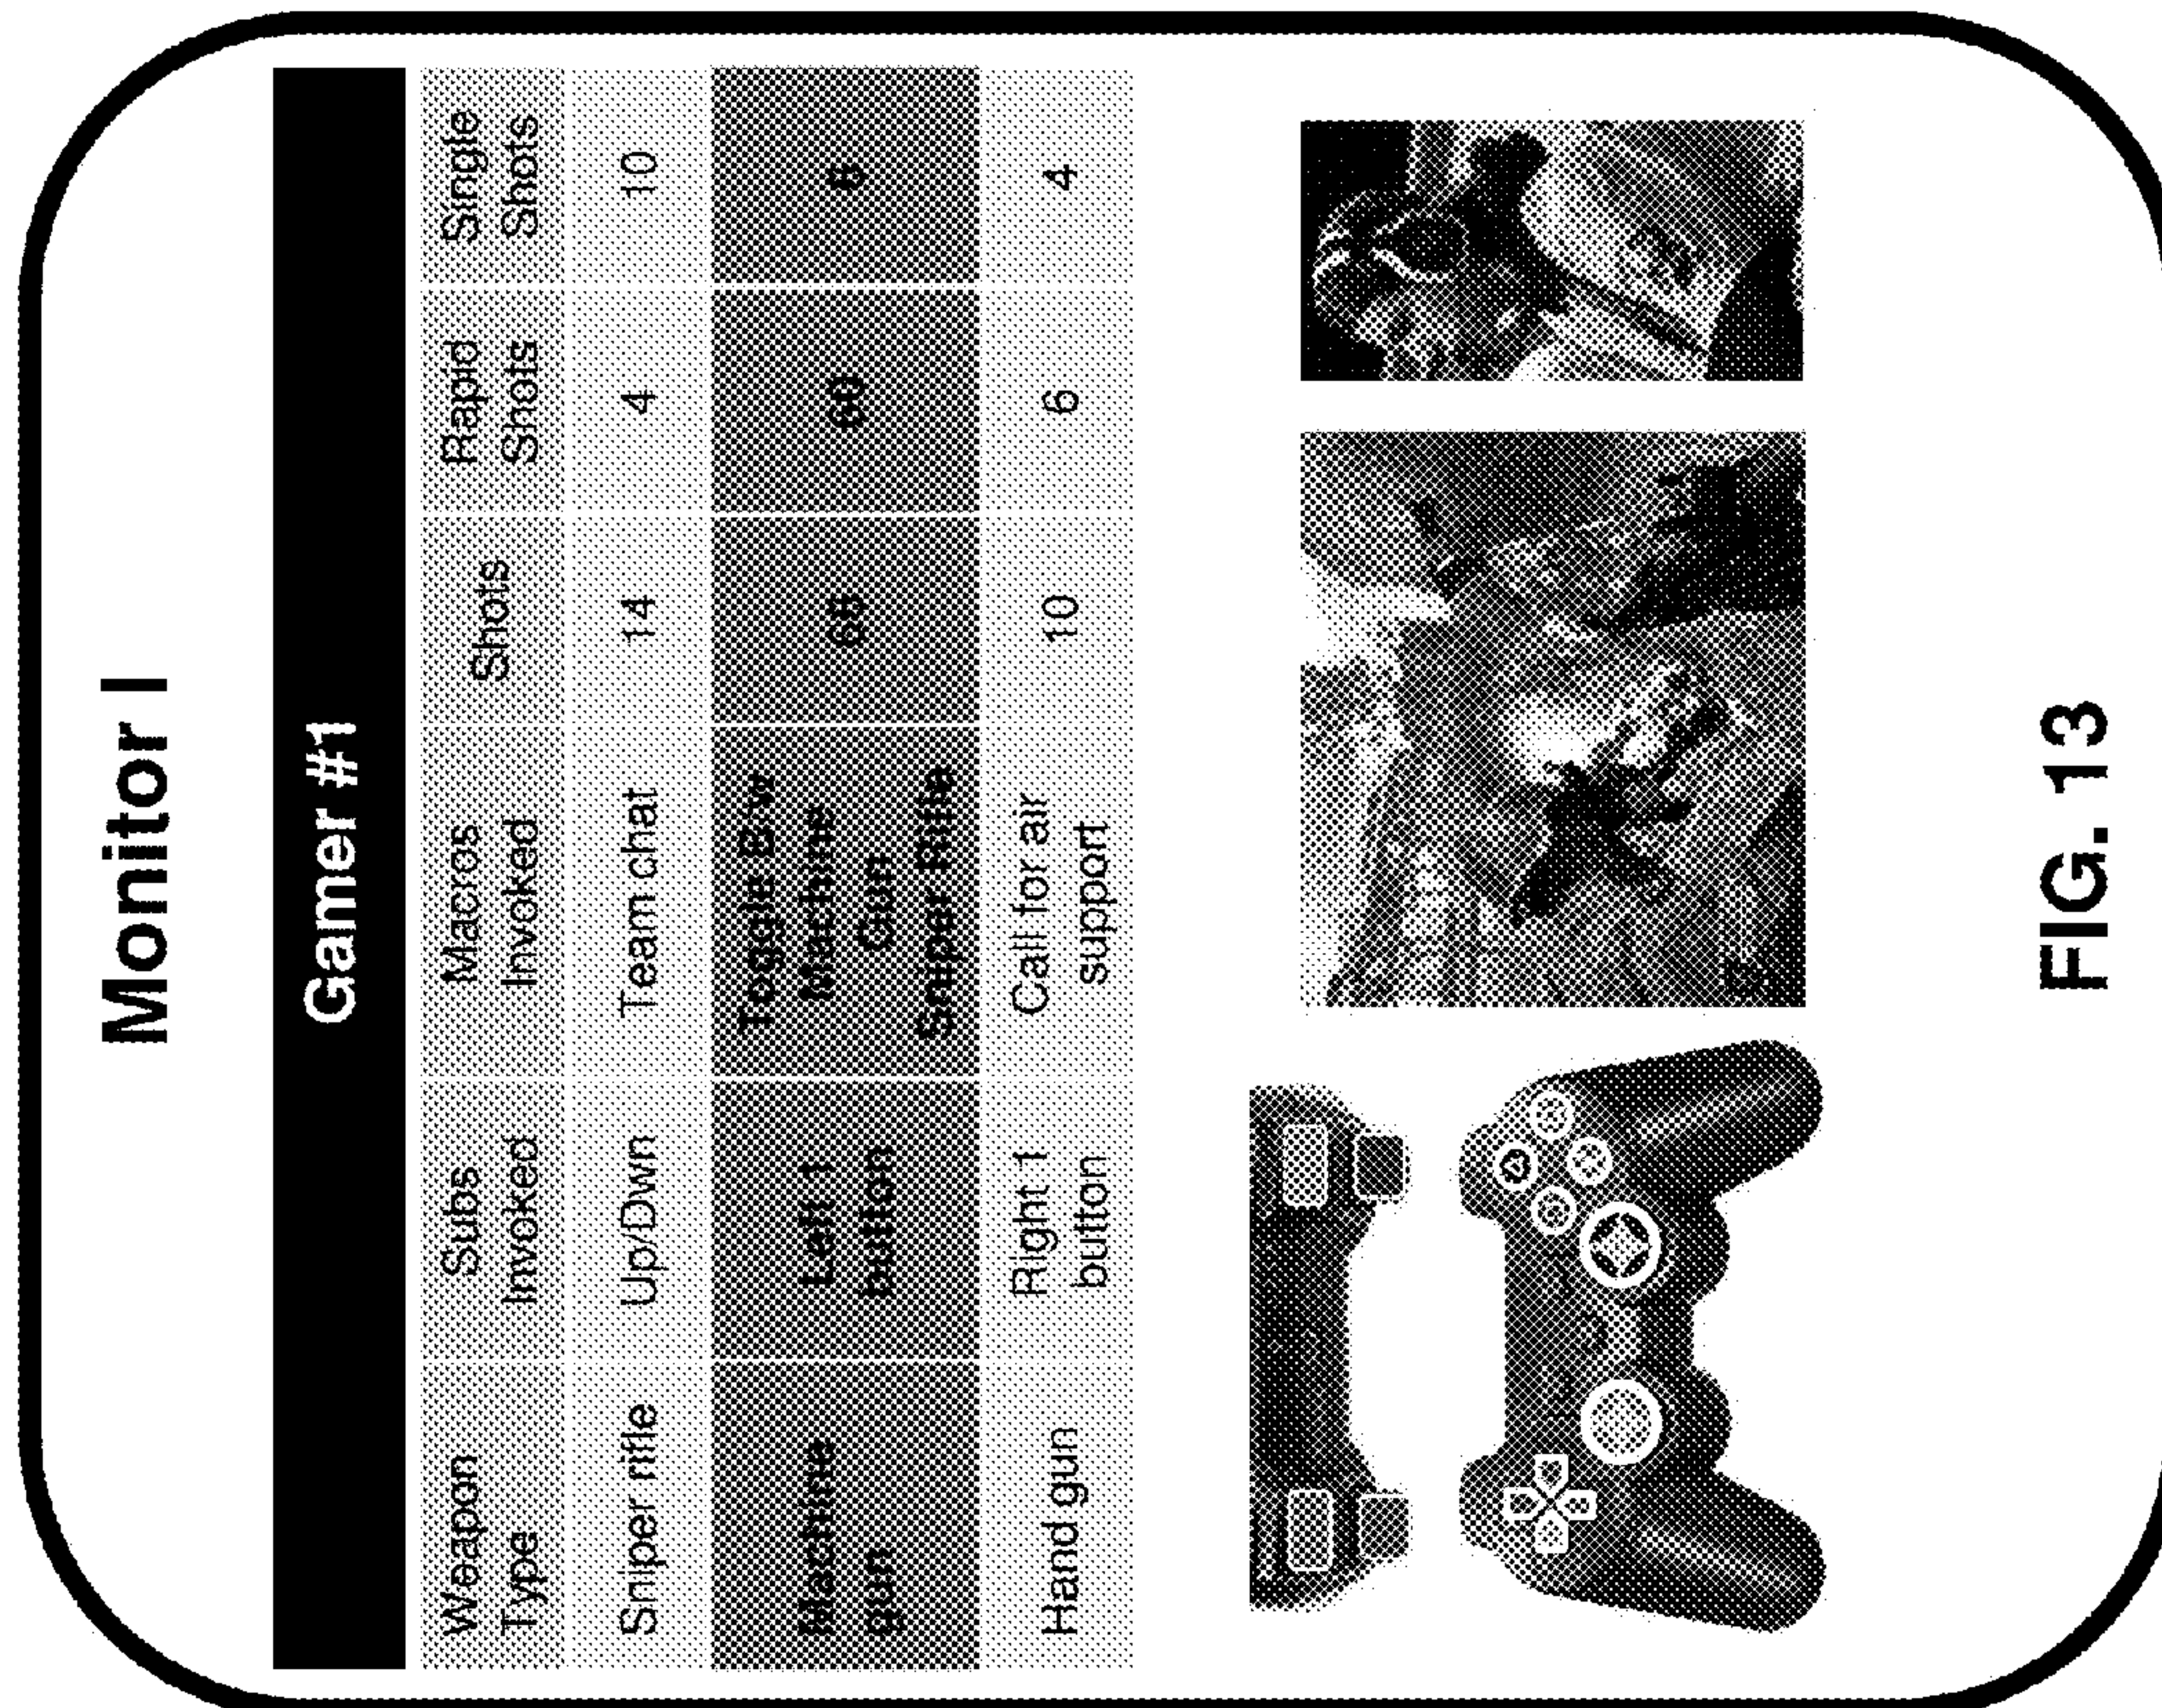 Monitor I
Gamer #1
Weapon Type
Subs Invoked
Macros Invoked
Shots
Rapid Shots
Single Shots
Sniper rifle
Up/Dwn
Team chat
14
4
10
Machine gun
Left 1 button
Toggle B/w Machine Gun Sniper Rifle
60
Hand gun
Right 1 button
Call for air support
10
6
4
FIG. 13